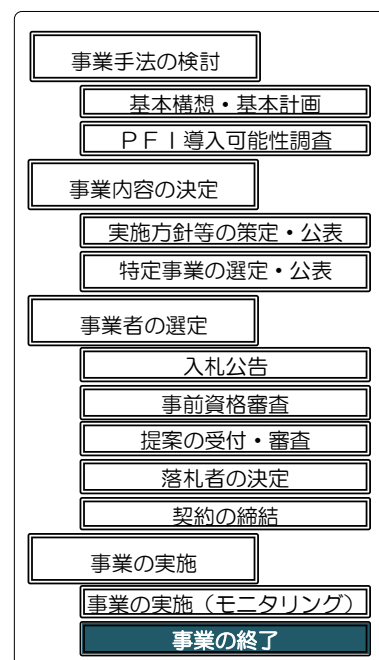 事業手法の検討
基本構想・基本計画
ＰＦＩ導入可能性調査
事業内容の決定
実施方針等の策定・公表
特定事業の選定・公表
事業者の選定
入札公告
事前資格審査
提案の受付・審査
落札者の決定
契約の締結
事業の実施
事業の実施（モニタリング）
事業の終了